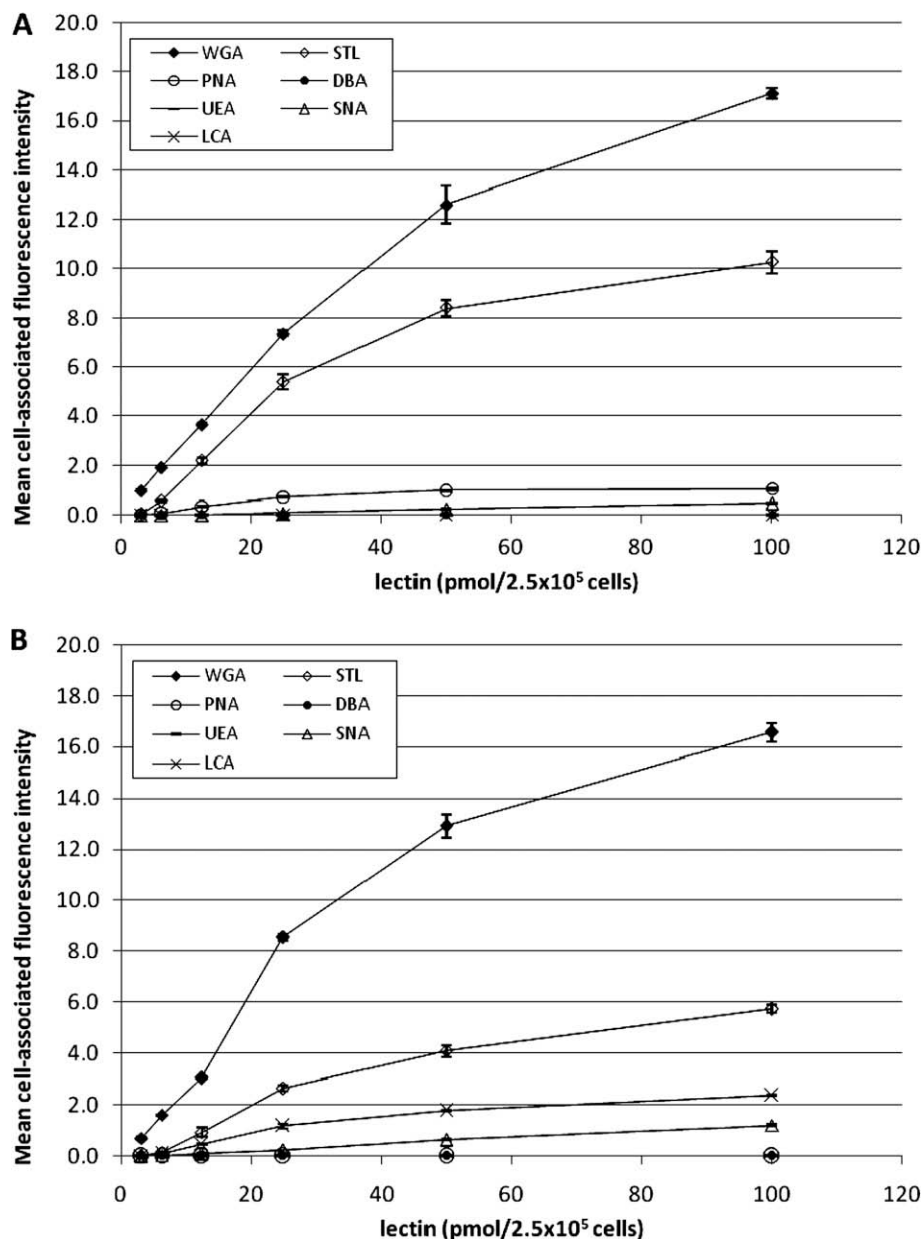 A
20.0
18.0
16.0
14.0
12.0
10.0
8.0
6.0
4.0
2.0
0.0
Mean cell-associated fluorescence intensity
WGA STL
PNA DBA
UEA SNA
LCA
0 20 40 60 80 100 120
lectin (pmol/2.5x10⁵ cells)
B
20.0
18.0
16.0
14.0
12.0
10.0
8.0
6.0
4.0
2.0
0.0
Mean cell-associated fluorescence intensity
WGA STL
PNA DBA
UEA SNA
LCA
0 20 40 60 80 100 120
lectin (pmol/2.5x10⁵ cells)